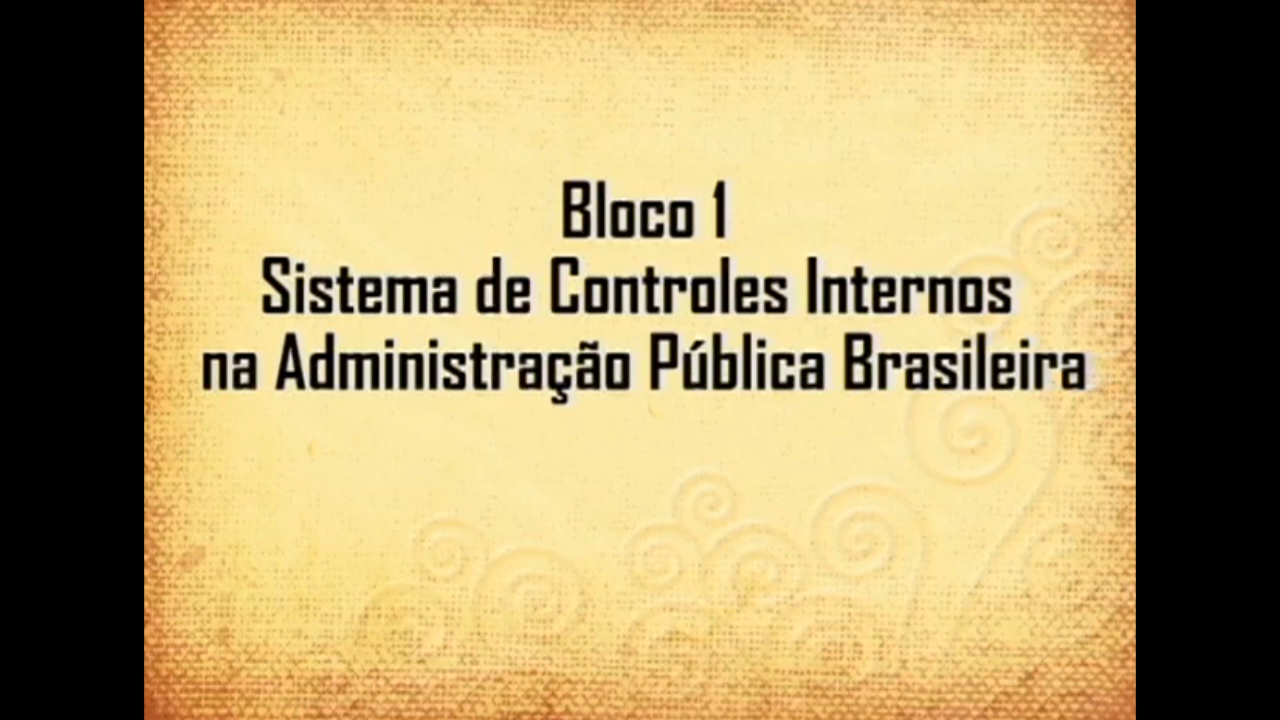 Bloco 1
Sistema de Controles Internos
na Administração Pública Brasileira